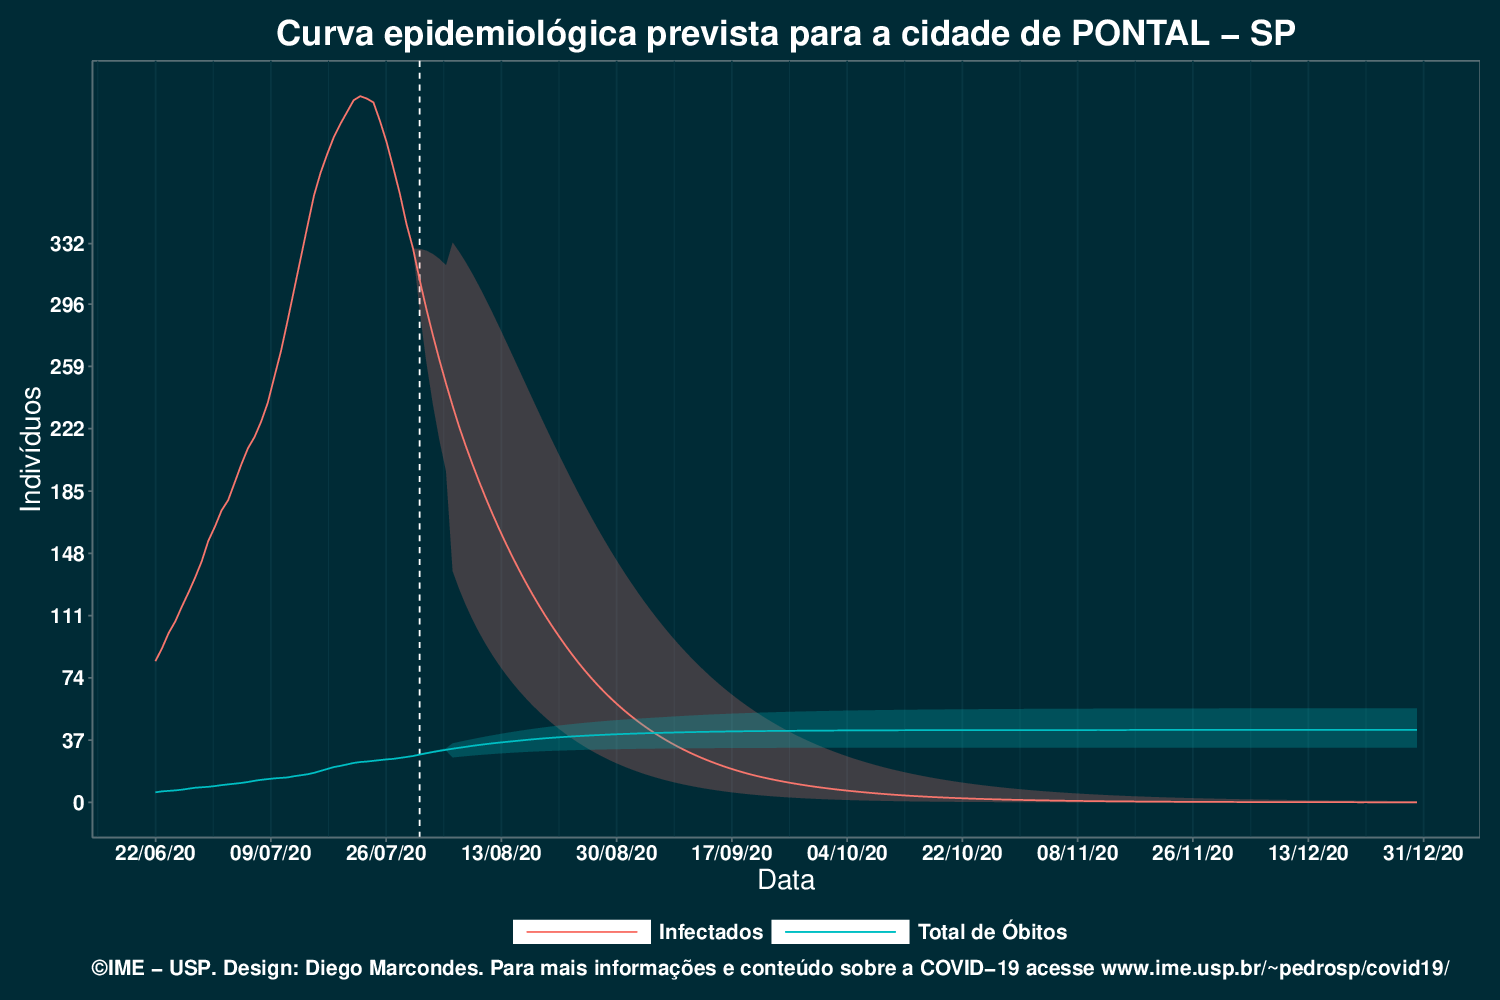 Curva epidemiológica prevista para a cidade de PONTAL – SP
Indivíduos
332
296
259
222
185
148
111
74
37
0
22/06/20 09/07/20 26/07/20 13/08/20 30/08/20 17/09/20 04/10/20 22/10/20 08/11/20 26/11/20 13/12/20 31/12/20
Data
Infectados Total de Óbitos
©IME – USP. Design: Diego Marcondes. Para mais informações e conteúdo sobre a COVID–19 acesse www.ime.usp.br/~pedrosp/covid19/